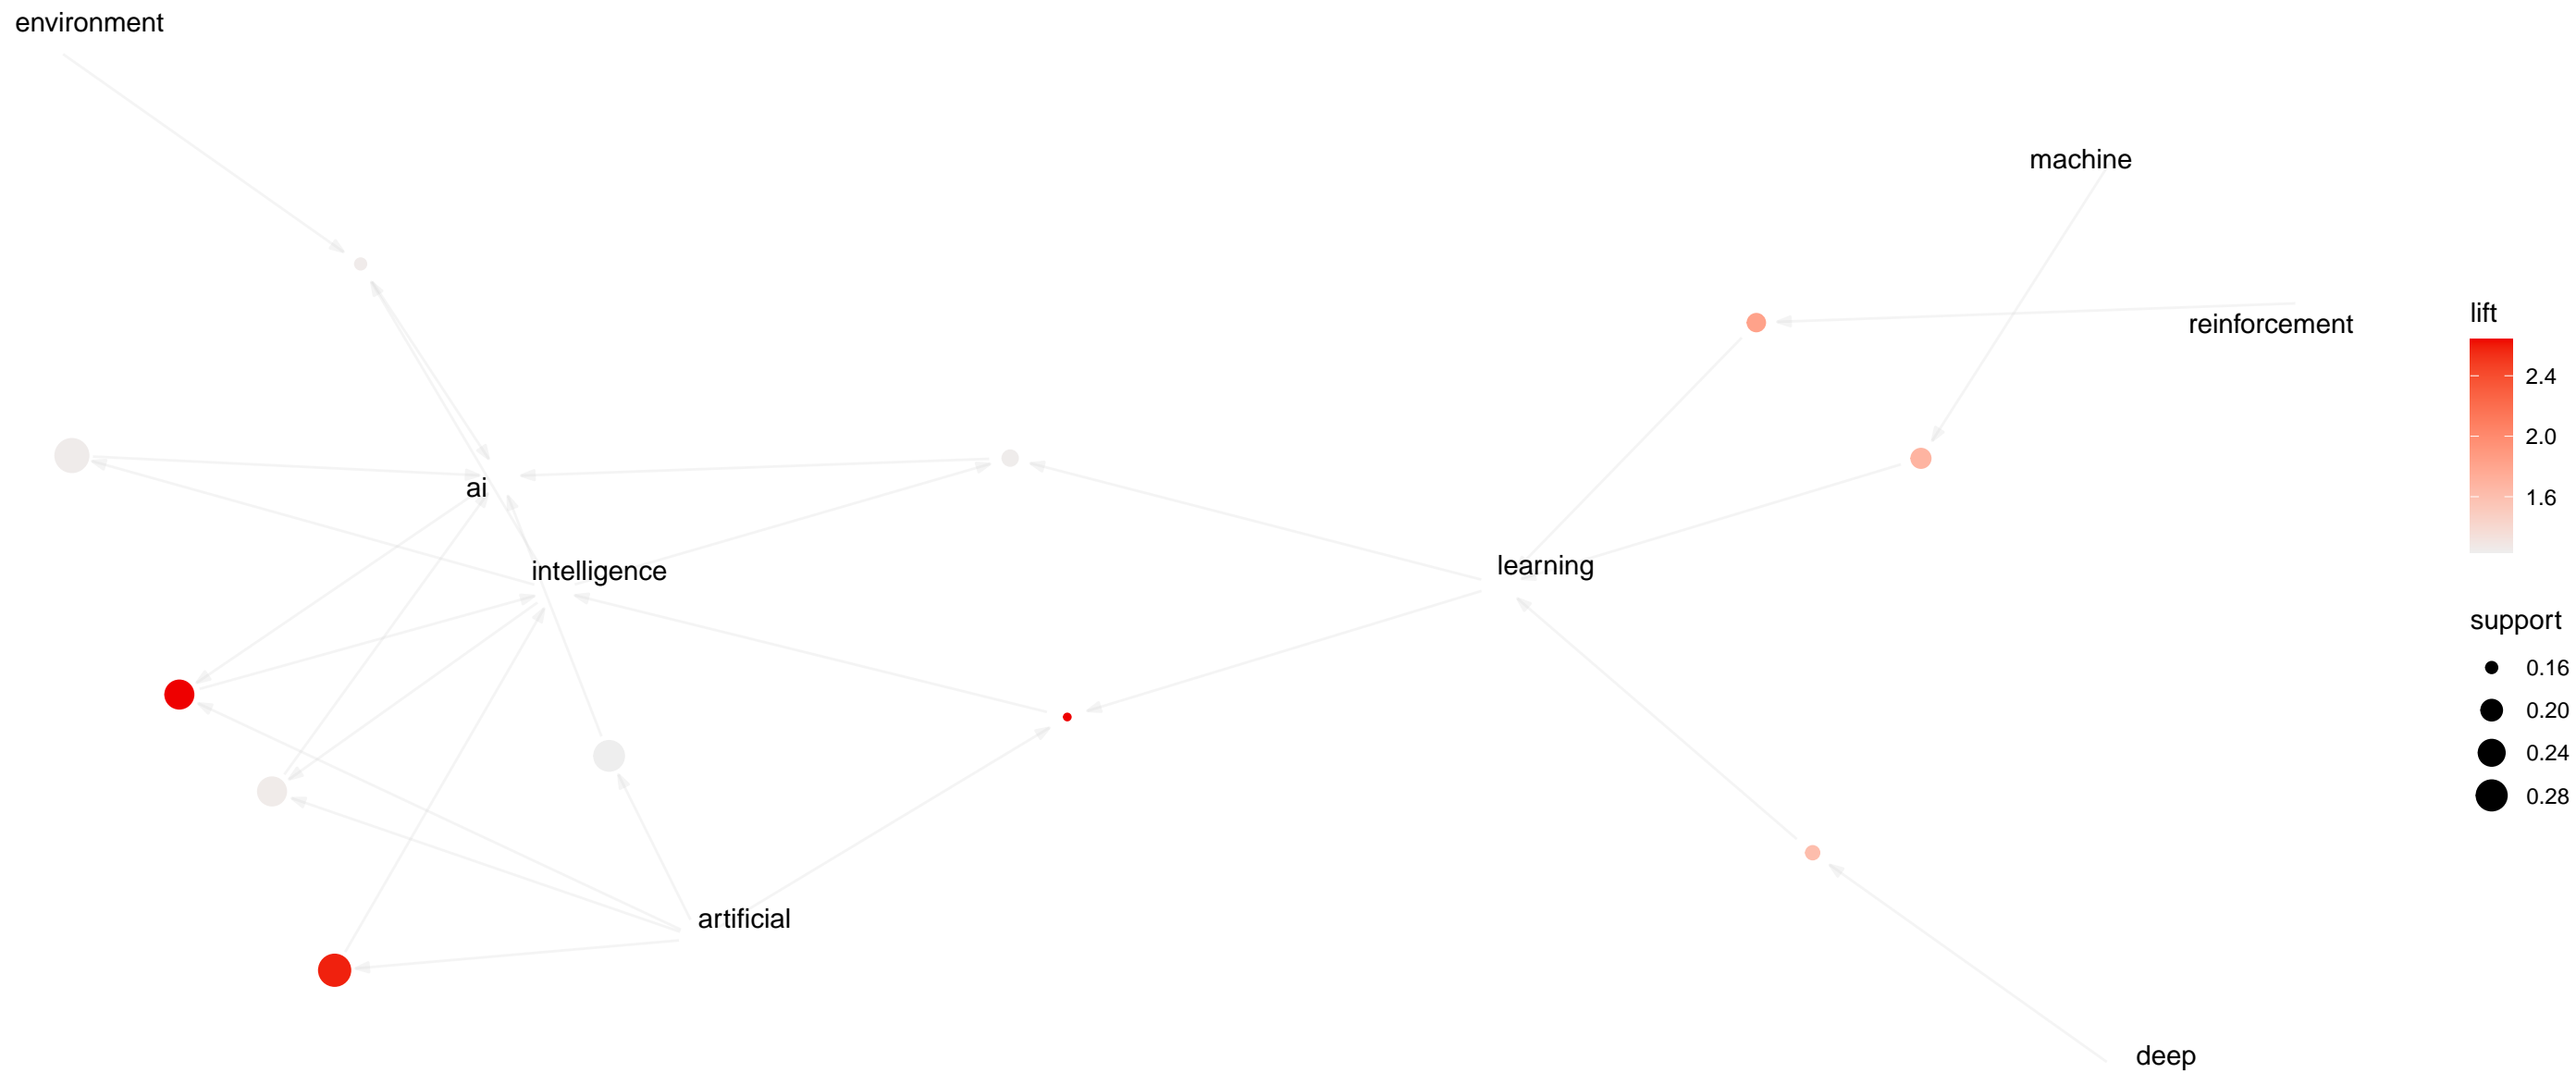 environment
machine
reinforcement
ai
intelligence
learning
artificial
deep
lift
2.4
2.0
1.6
support
0.16
0.20
0.24
0.28